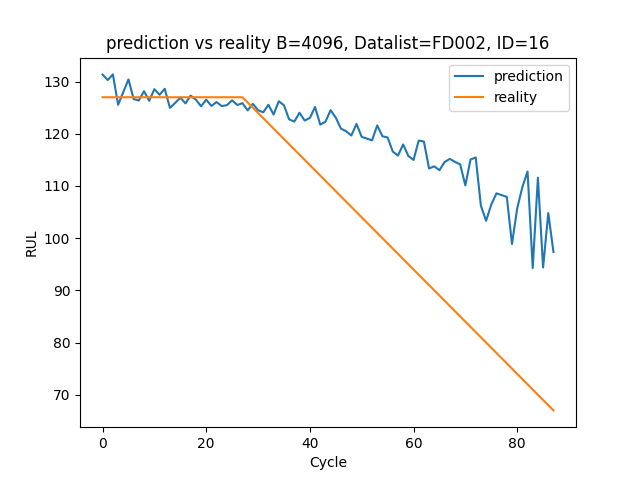 prediction vs reality B=4096, Datalist=FD002, ID=16
prediction
reality
130
120
110
100
90
80
70
RUL
0 20 40 60 80
Cycle